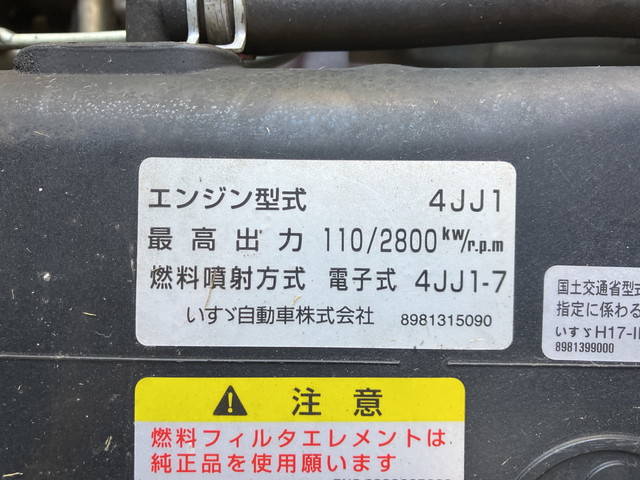 エンジン型式 4JJ1
最高出力 110/2800 kw/r.p.m
燃料噴射方式 電子式 4JJ1-7
いすゞ自動車株式会社 8981315090
国土交通省型式
指定に係わる
いすゞH17-
8981399000
⚠ 注意
燃料フィルタエレメントは
純正品を使用願います